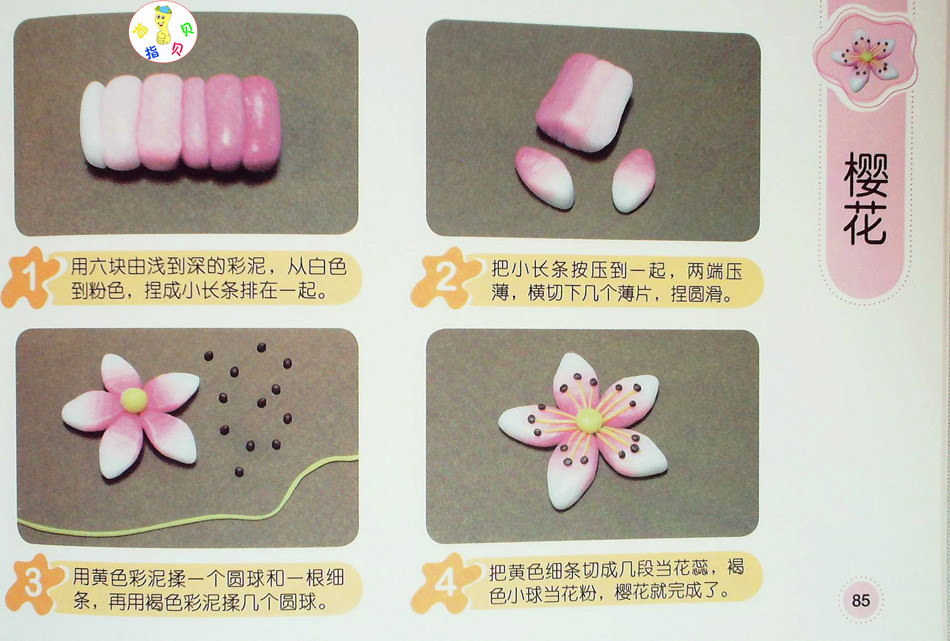 吉指贝贝
樱花
1
用六块由浅到深的彩泥，从白色
到粉色，捏成小长条排在一起。
2
把小长条按压到一起，两端压
薄，横切下几个薄片，捏圆滑。
3
用黄色彩泥揉一个圆球和一根细
条，再用褐色彩泥揉几个圆球。
4
把黄色细条切成几段当花蕊，褐
色小球当花粉，樱花就完成了。
85